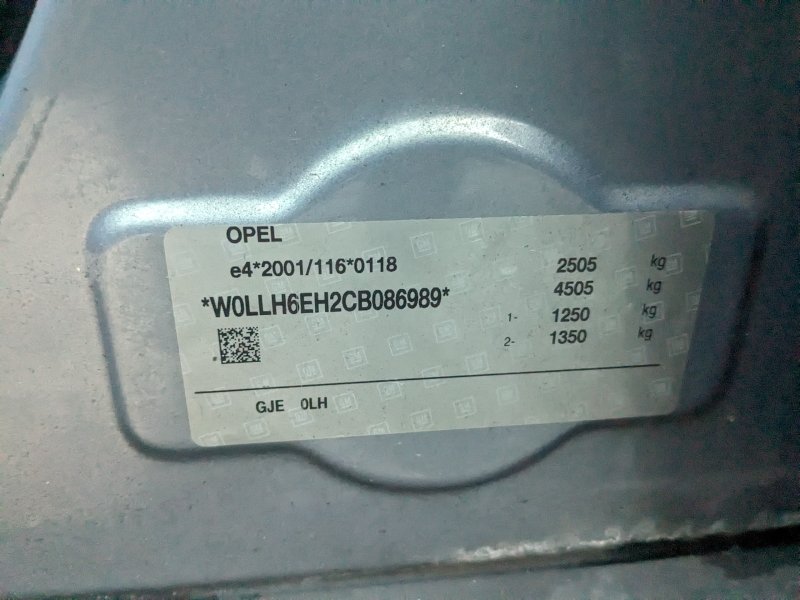 OPEL
e4*2001/116*0118 2505 kg
*W0LLH6EH2CB086989* 4505 kg
1- 1250 kg
2- 1350 kg
GJE 0LH